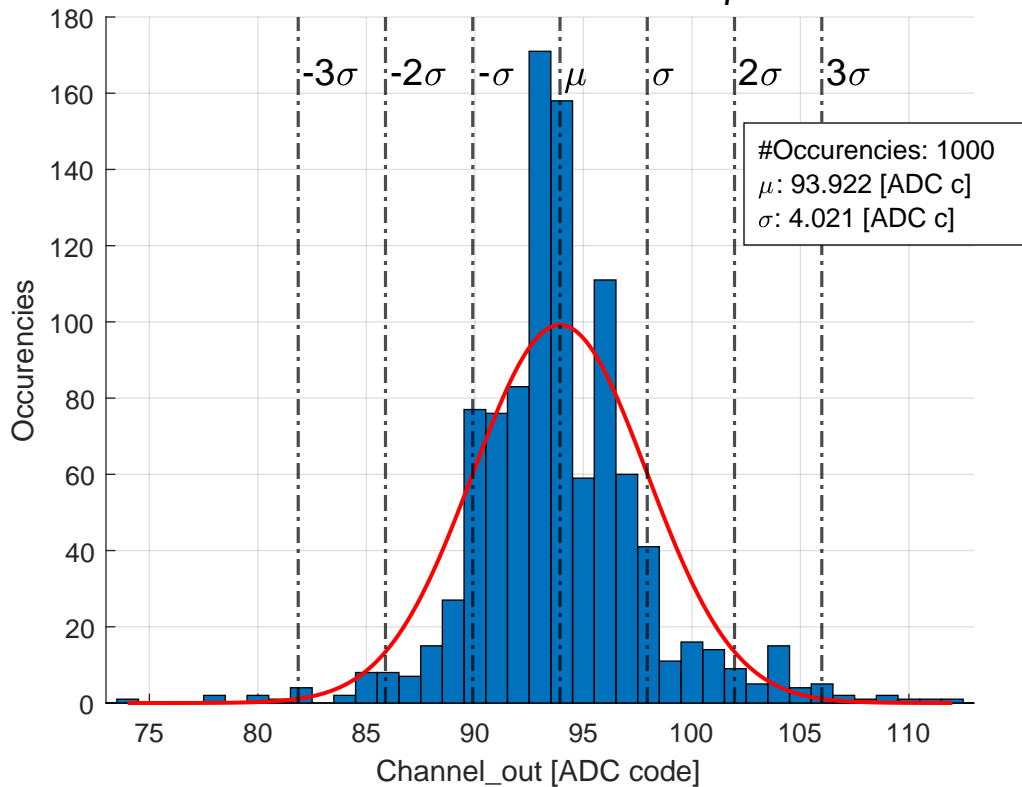 180
160
140
120
100
80
60
40
20
0
Occurencies
-3σ -2σ -σ μ σ 2σ 3σ
#Occurencies: 1000
μ: 93.922 [ADC c]
σ: 4.021 [ADC c]
75 80 85 90 95 100 105 110
Channel_out [ADC code]